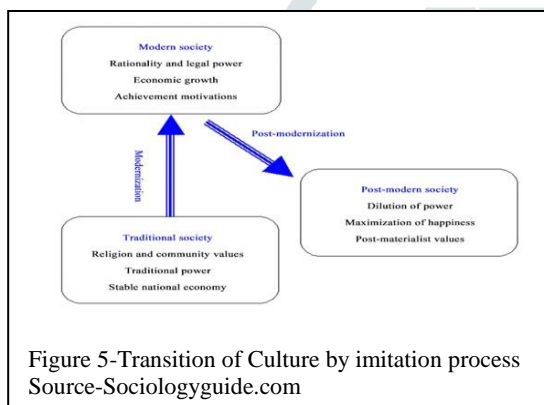 Modern society
Rationality and legal power
Economic growth
Achievement motivations
Post-modernization
Modernization
Post-modern society
Dilution of power
Maximization of happiness
Post-materialist values
Traditional society
Religion and community values
Traditional power
Stable national economy
Figure 5-Transition of Culture by imitation process
Source-Sociologyguide.com